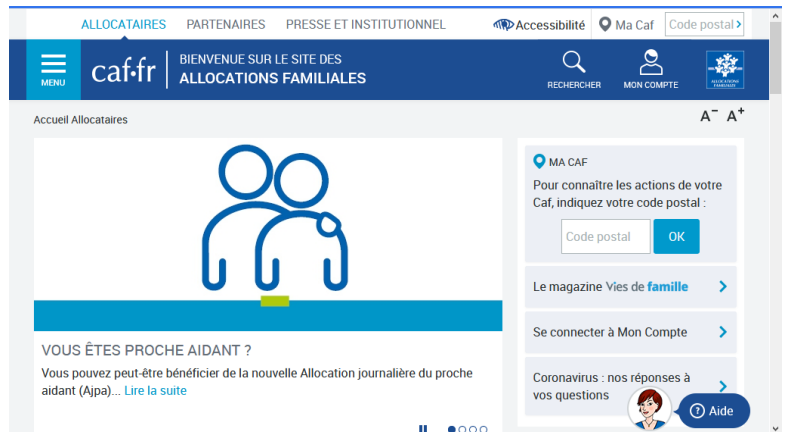 ALLOCATAIRES PARTENAIRES PRESSE ET INSTITUTIONNEL Accessibilité Ma Caf Code postal
MENU
caf.fr
BIENVENUE SUR LE SITE DES
ALLOCATIONS FAMILIALES
RECHERCHER MON COMPTE
ALLOCATIONS
FAMILIALES
Accueil Allocataires
A⁻ A⁺
VOUS ÊTES PROCHE AIDANT ?
Vous pouvez peut-être bénéficier de la nouvelle Allocation journalière du proche
aidant (Ajpa)... Lire la suite
MA CAF
Pour connaître les actions de votre
Caf, indiquez votre code postal :
Code postal OK
Le magazine Vies de famille
Se connecter à Mon Compte
Coronavirus : nos réponses à
vos questions
Aide